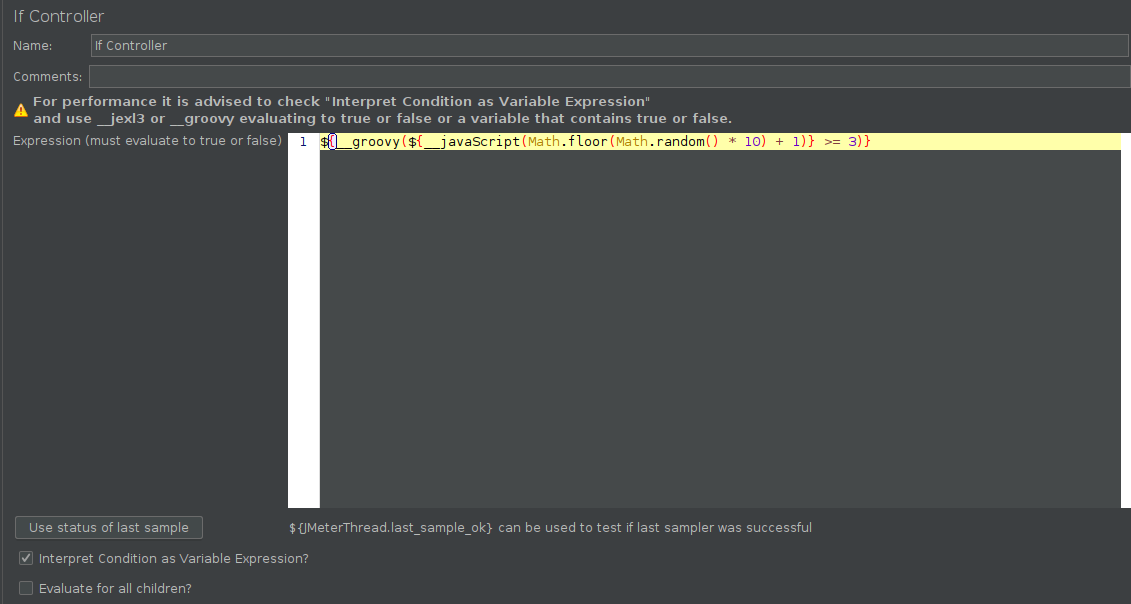 If Controller
Name: If Controller
Comments:
For performance it is advised to check "Interpret Condition as Variable Expression"
and use __jexl3 or __groovy evaluating to true or false or a variable that contains true or false.
Expression (must evaluate to true or false) 1 ${__groovy(${__javaScript(Math.floor(Math.random() * 10) + 1)} >= 3)}
Use status of last sample ${JMeterThread.last_sample_ok} can be used to test if last sampler was successful
Interpret Condition as Variable Expression?
Evaluate for all children?